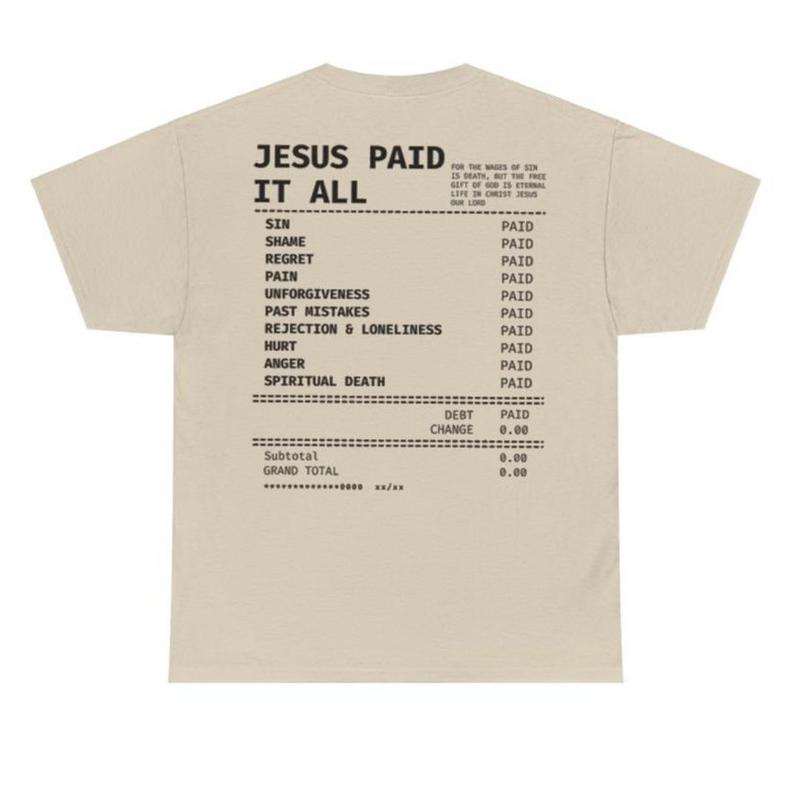 JESUS PAID
IT ALL
FOR THE WAGES OF SIN
IS DEATH, BUT THE FREE
GIFT OF GOD IS ETERNAL
LIFE IN CHRIST JESUS
OUR LORD
SIN PAID
SHAME PAID
REGRET PAID
PAIN PAID
UNFORGIVENESS PAID
PAST MISTAKES PAID
REJECTION & LONELINESS PAID
HURT PAID
ANGER PAID
SPIRITUAL DEATH PAID
DEBT PAID
CHANGE 0.00
Subtotal 0.00
GRAND TOTAL 0.00
*************0000 xx/xx